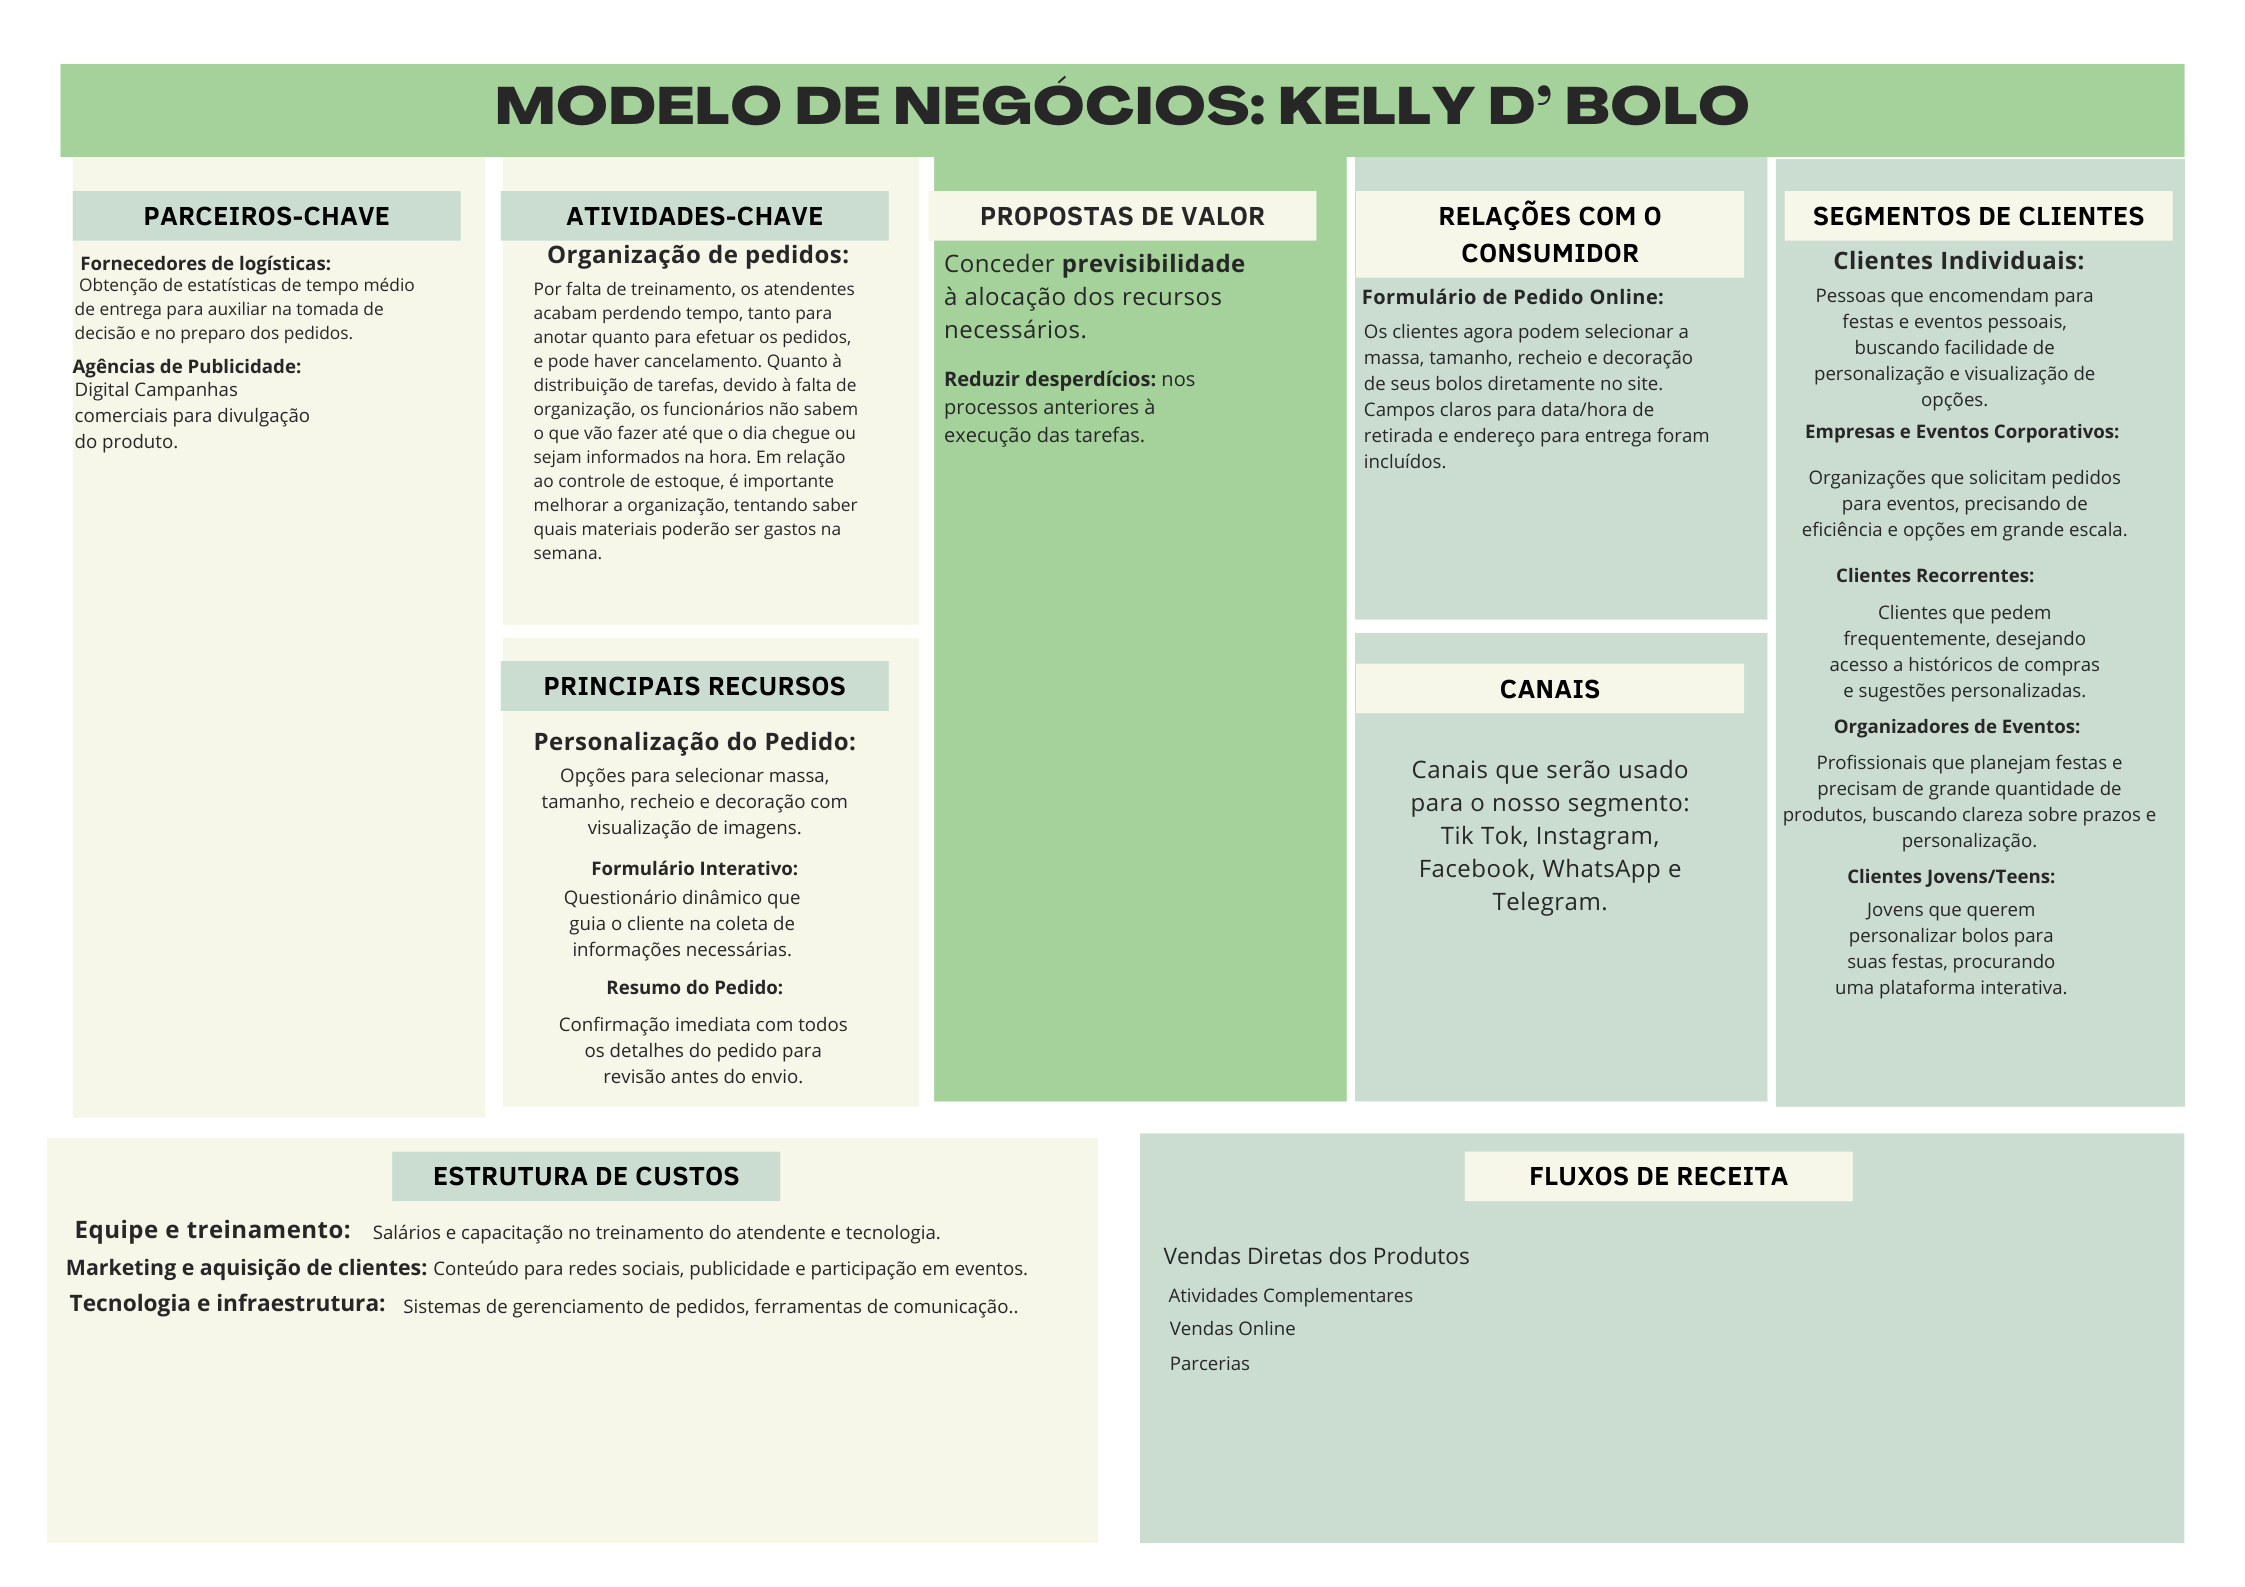 MODELO DE NEGÓCIOS: KELLY D’ BOLO
PARCEIROS-CHAVE
Fornecedores de logísticas:
Obtenção de estatísticas de tempo médio
de entrega para auxiliar na tomada de
decisão e no preparo dos pedidos.
Agências de Publicidade:
Digital Campanhas
comerciais para divulgação
do produto.
ATIVIDADES-CHAVE
Organização de pedidos:
Por falta de treinamento, os atendentes
acabam perdendo tempo, tanto para
anotar quanto para efetuar os pedidos,
e pode haver cancelamento. Quanto à
distribuição de tarefas, devido à falta de
organização, os funcionários não sabem
o que vão fazer até que o dia chegue ou
sejam informados na hora. Em relação
ao controle de estoque, é importante
melhorar a organização, tentando saber
quais materiais poderão ser gastos na
semana.
PRINCIPAIS RECURSOS
Personalização do Pedido:
Opções para selecionar massa,
tamanho, recheio e decoração com
visualização de imagens.
Formulário Interativo:
Questionário dinâmico que
guia o cliente na coleta de
informações necessárias.
Resumo do Pedido:
Confirmação imediata com todos
os detalhes do pedido para
revisão antes do envio.
PROPOSTAS DE VALOR
Conceder previsibilidade
à alocação dos recursos
necessários.
Reduzir desperdícios: nos
processos anteriores à
execução das tarefas.
RELAÇÕES COM O
CONSUMIDOR
Formulário de Pedido Online:
Os clientes agora podem selecionar a
massa, tamanho, recheio e decoração
de seus bolos diretamente no site.
Campos claros para data/hora de
retirada e endereço para entrega foram
incluídos.
CANAIS
Canais que serão usado
para o nosso segmento:
Tik Tok, Instagram,
Facebook, WhatsApp e
Telegram.
SEGMENTOS DE CLIENTES
Clientes Individuais:
Pessoas que encomendam para
festas e eventos pessoais,
buscando facilidade de
personalização e visualização de
opções.
Empresas e Eventos Corporativos:
Organizações que solicitam pedidos
para eventos, precisando de
eficiência e opções em grande escala.
Clientes Recorrentes:
Clientes que pedem
frequentemente, desejando
acesso a históricos de compras
e sugestões personalizadas.
Organizadores de Eventos:
Profissionais que planejam festas e
precisam de grande quantidade de
produtos, buscando clareza sobre prazos e
personalização.
Clientes Jovens/Teens:
Jovens que querem
personalizar bolos para
suas festas, procurando
uma plataforma interativa.
ESTRUTURA DE CUSTOS
Equipe e treinamento: Salários e capacitação no treinamento do atendente e tecnologia.
Marketing e aquisição de clientes: Conteúdo para redes sociais, publicidade e participação em eventos.
Tecnologia e infraestrutura: Sistemas de gerenciamento de pedidos, ferramentas de comunicação..
FLUXOS DE RECEITA
Vendas Diretas dos Produtos
Atividades Complementares
Vendas Online
Parcerias